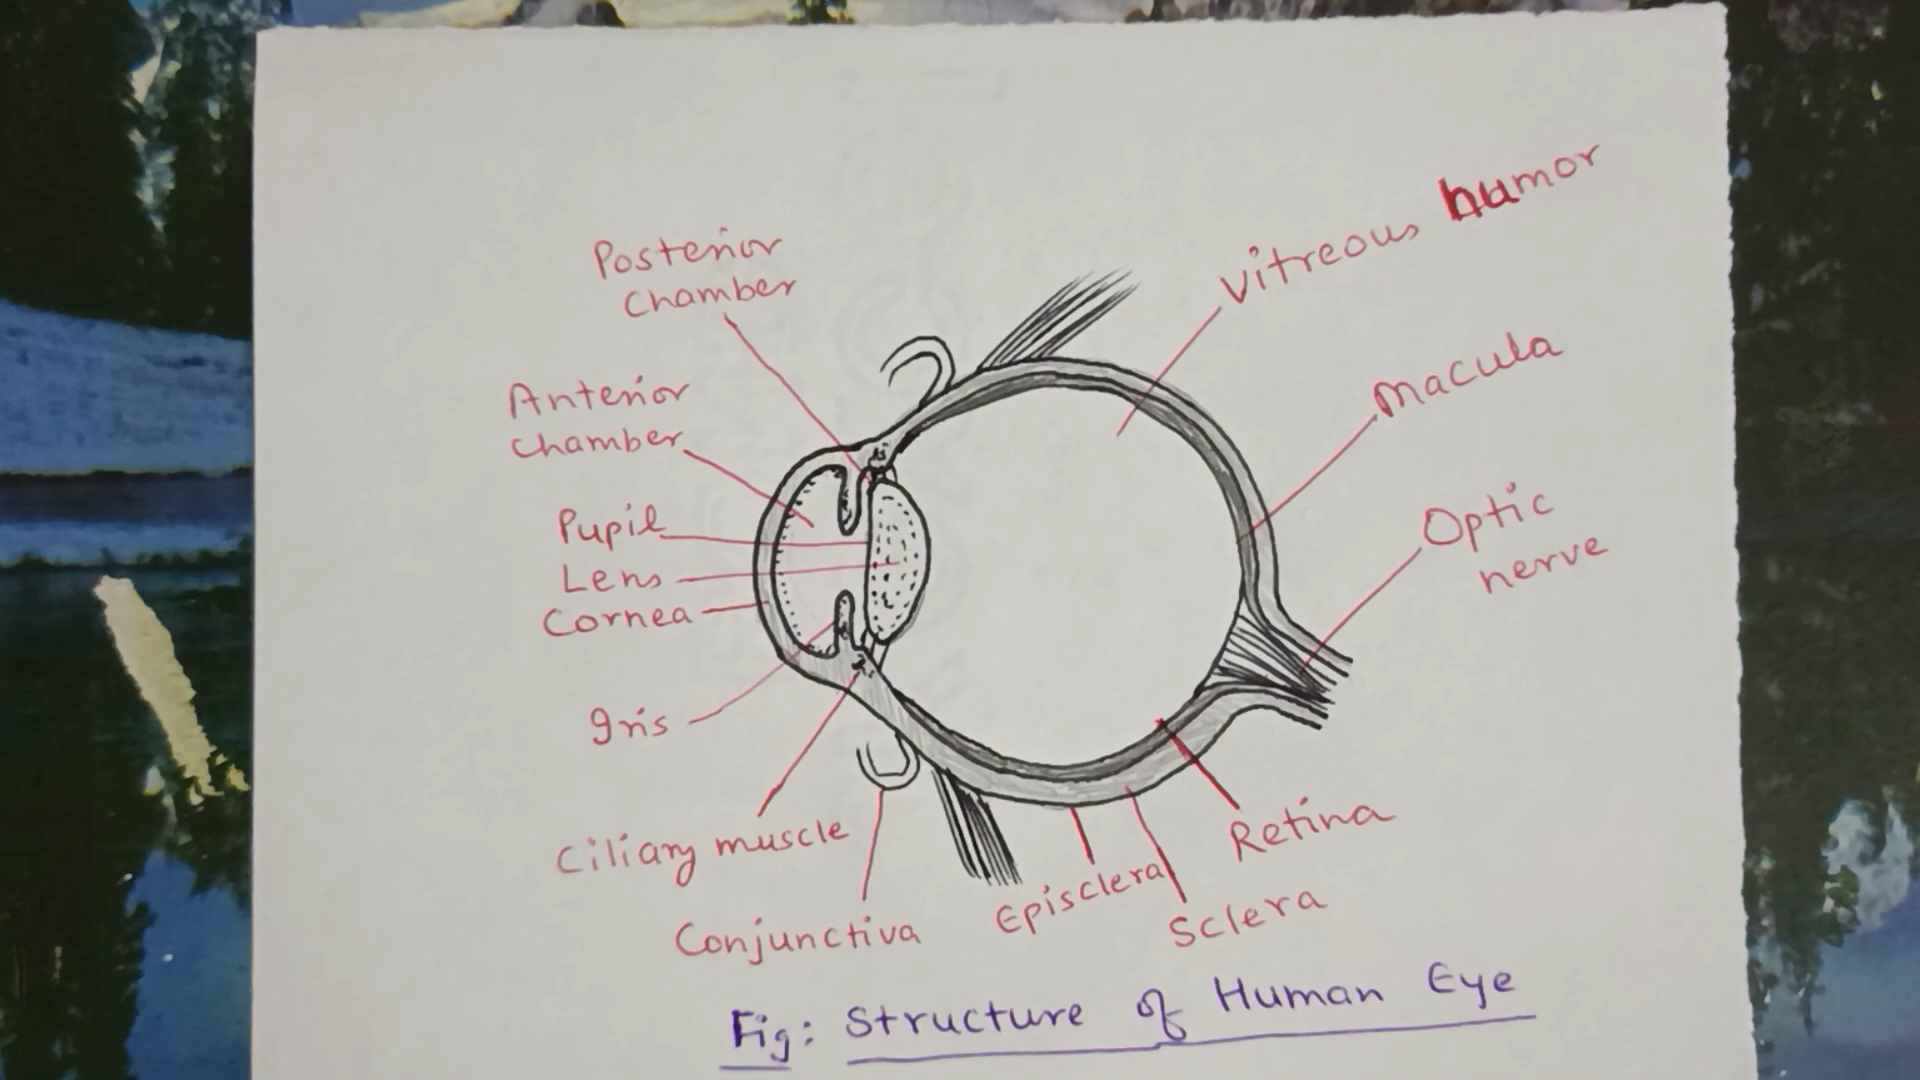 Posterior
Chamber
Vitreous humor
Anterior
chamber
Macula
Pupil
Optic
nerve
Lens
Cornea
Iris
Ciliary muscle
Retina
Conjunctiva
Episclera
Sclera
Fig: Structure of Human Eye